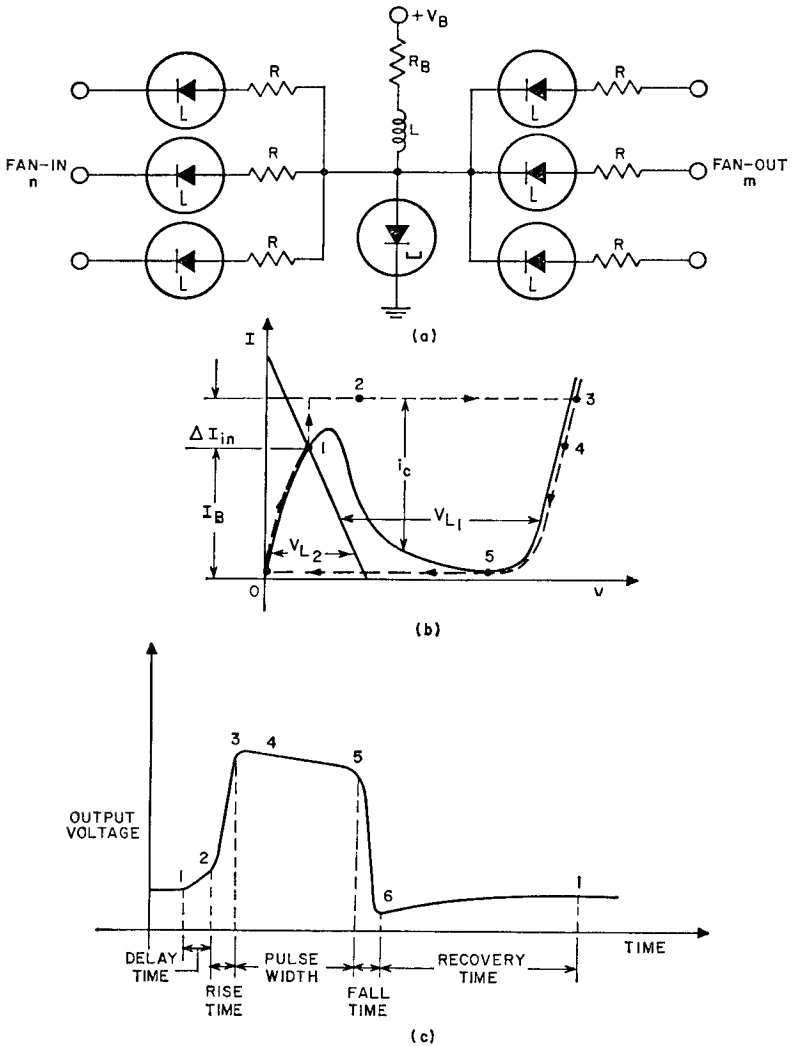 +V_B
R_B
L
R
L
R
L
R
L
FAN-IN
n
R
L
R
L
R
L
FAN-OUT
m
(a)
I
2
3
ΔI_in
1
4
i_c
I_B
V_L1
V_L2
5
0
V
(b)
3
4
5
OUTPUT
VOLTAGE
1
2
6
1
TIME
DELAY
TIME
RISE
TIME
PULSE
WIDTH
FALL
TIME
RECOVERY
TIME
(c)